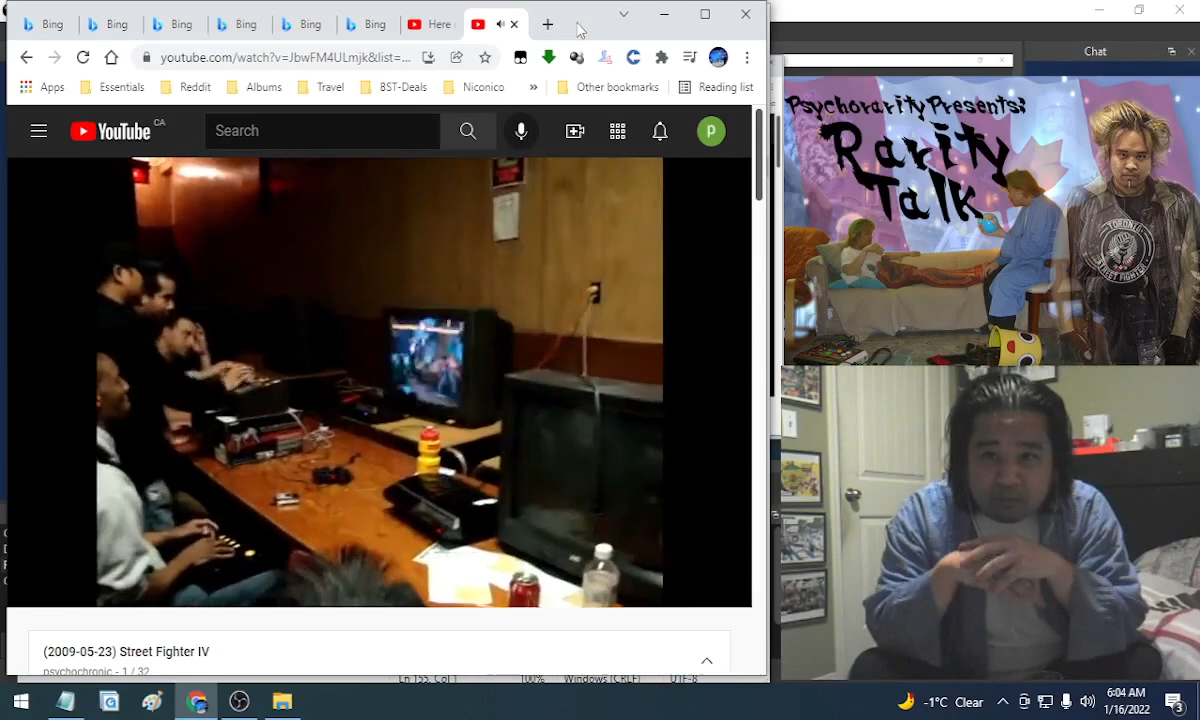 Bing
Bing
Bing
Bing
Bing
Bing
Here
youtube.com/watch?v=JbwFM4ULmjk&list=...
Apps
Essentials
Reddit
Albums
Travel
BST-Deals
Niconico
»
Other bookmarks
Reading list
YouTube CA
Search
p
(2009-05-23) Street Fighter IV
psychochronic - 1 / 32
Ln 155, Col 1
100%
Windows (CRLF)
UTF-8
Chat
PsychorarityPresents:
Rarity
Talk
TORONTO
STREET FIGHTER
-1°C Clear
6:04 AM
1/16/2022
3